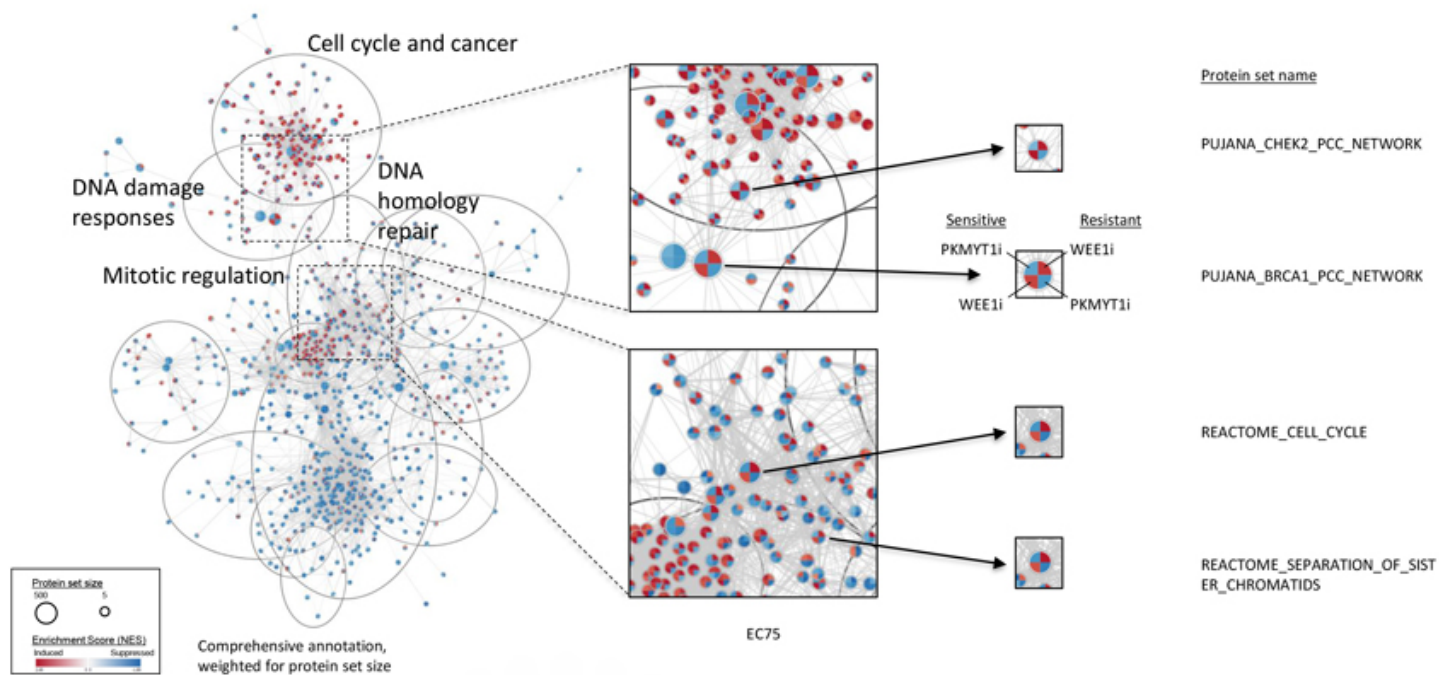 Cell cycle and cancer
DNA damage
responses
DNA
homology
repair
Mitotic regulation
Protein set name
PUJANA_CHEK2_PCC_NETWORK
Sensitive
Resistant
PKMYT1i
WEE1i
WEE1i
PKMYT1i
PUJANA_BRCA1_PCC_NETWORK
REACTOME_CELL_CYCLE
REACTOME_SEPARATION_OF_SIST
ER_CHROMATIDS
EC75
Protein set size
500
5
Enrichment Score (NES)
Induced
Suppressed
Comprehensive annotation,
weighted for protein set size